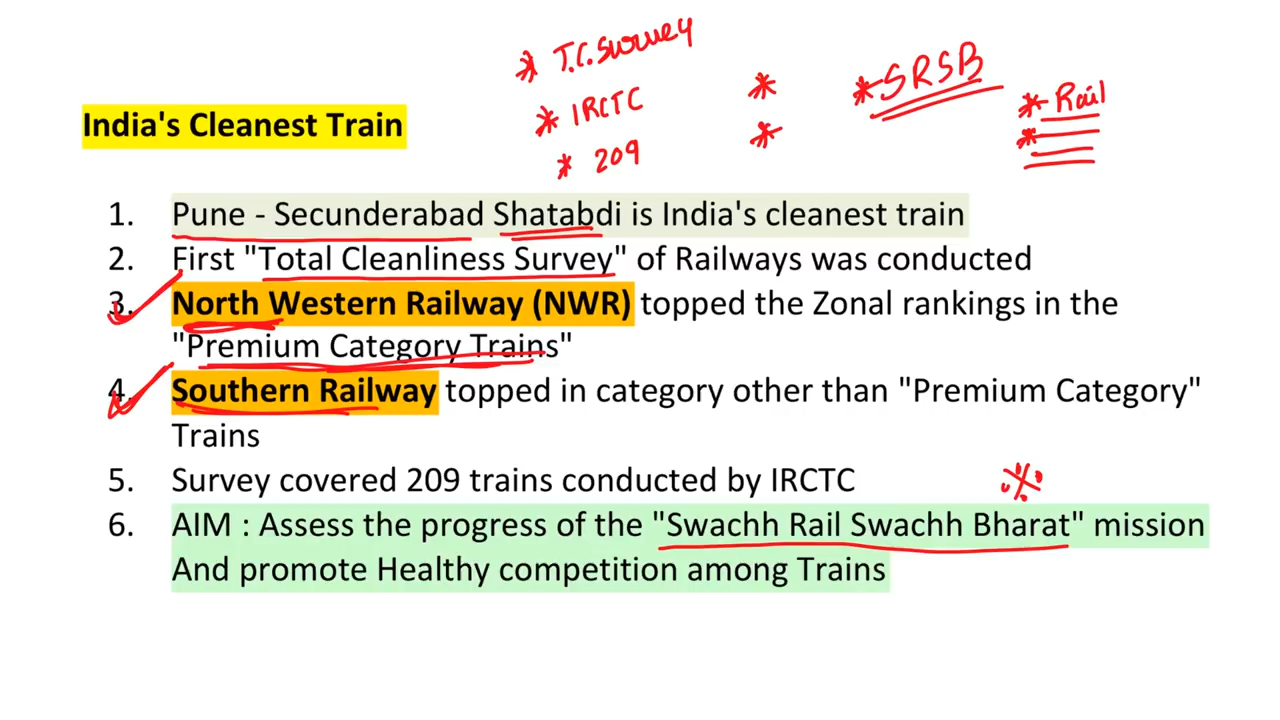 * T.C. Survey
* IRCTC
* 209
*
*
* SRSB
* Rail
*
India's Cleanest Train
1. Pune - Secunderabad Shatabdi is India's cleanest train
2. First "Total Cleanliness Survey" of Railways was conducted
3. North Western Railway (NWR) topped the Zonal rankings in the
"Premium Category Trains"
4. Southern Railway topped in category other than "Premium Category"
Trains
5. Survey covered 209 trains conducted by IRCTC
6. AIM : Assess the progress of the "Swachh Rail Swachh Bharat" mission
And promote Healthy competition among Trains